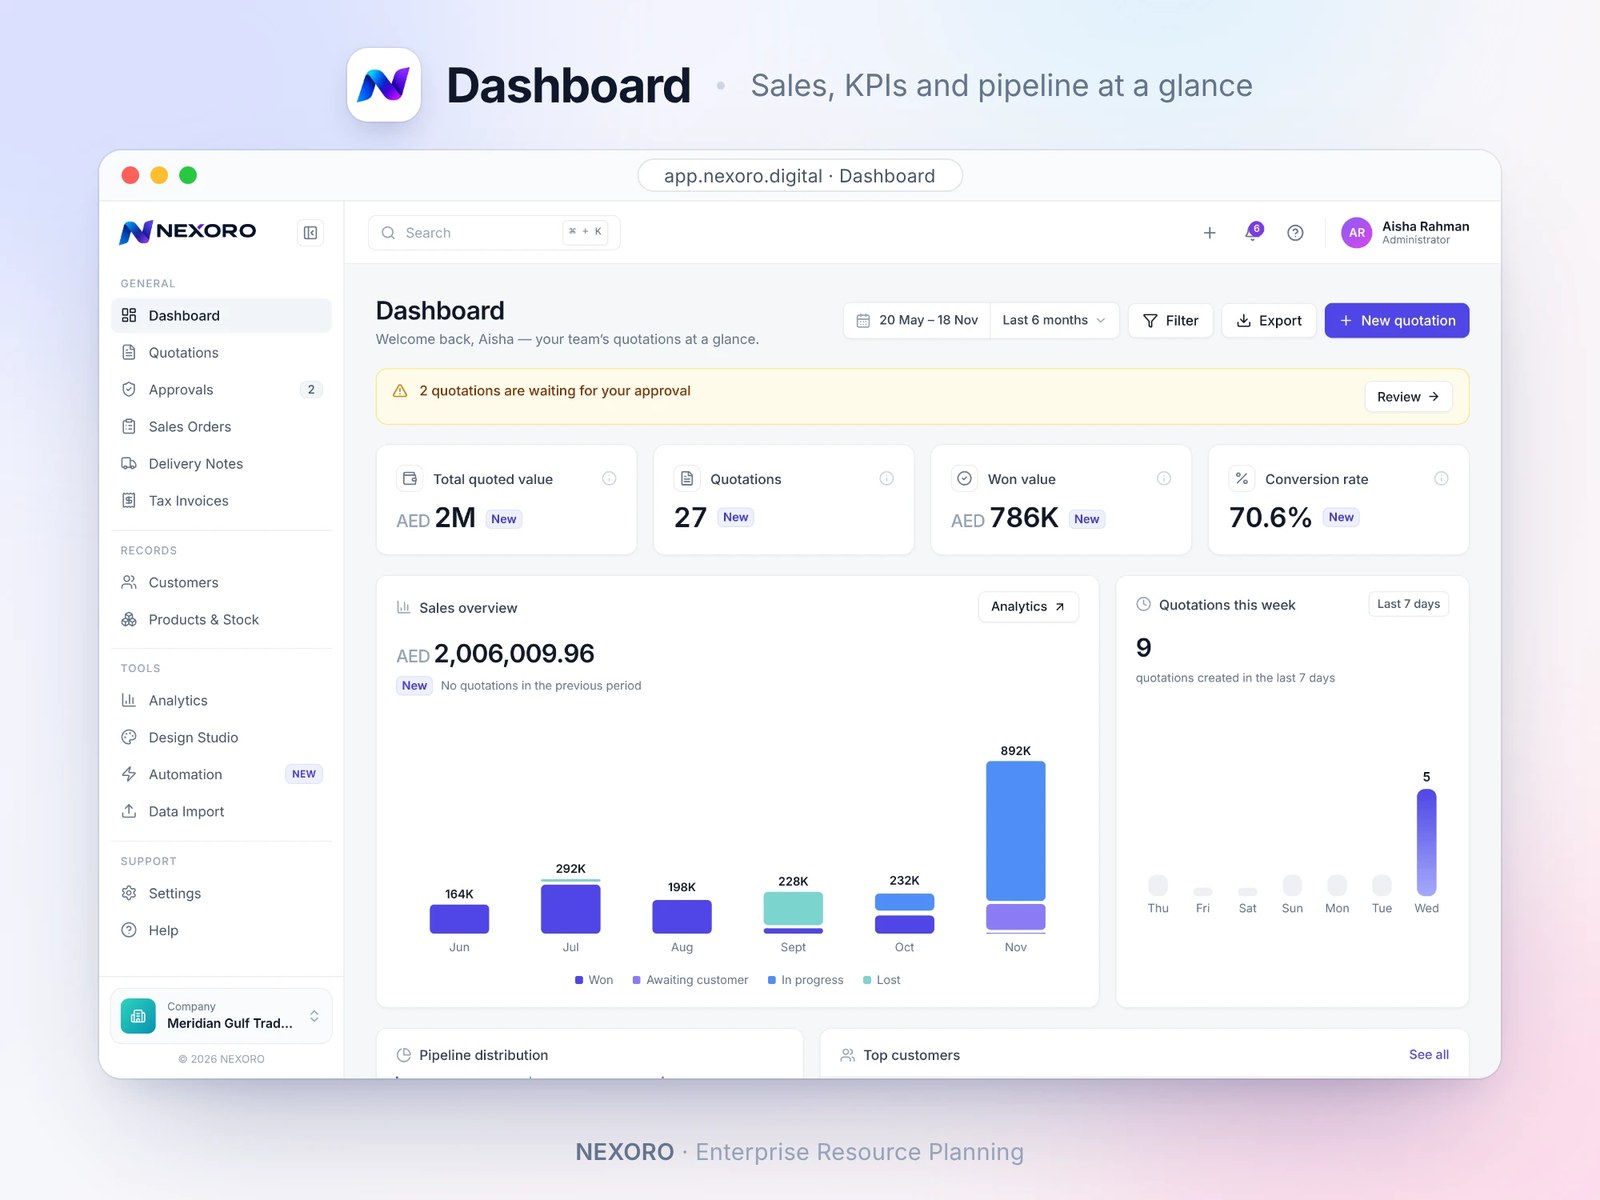 Dashboard • Sales, KPIs and pipeline at a glance
app.nexoro.digital · Dashboard
NEXORO
Search
⌘ + K
6
AR
Aisha Rahman
Administrator
GENERAL
Dashboard
Quotations
Approvals 2
Sales Orders
Delivery Notes
Tax Invoices
RECORDS
Customers
Products & Stock
TOOLS
Analytics
Design Studio
Automation NEW
Data Import
SUPPORT
Settings
Help
Company
Meridian Gulf Trad...
© 2026 NEXORO
Dashboard
Welcome back, Aisha — your team's quotations at a glance.
20 May – 18 Nov
Last 6 months
Filter
Export
+ New quotation
2 quotations are waiting for your approval
Review →
Total quoted value
AED 2M New
Quotations
27 New
Won value
AED 786K New
Conversion rate
70.6% New
Sales overview
Analytics
AED 2,006,009.96
New No quotations in the previous period
164K
292K
198K
228K
232K
892K
Jun Jul Aug Sept Oct Nov
Won Awaiting customer In progress Lost
Quotations this week
Last 7 days
9
quotations created in the last 7 days
5
Thu Fri Sat Sun Mon Tue Wed
Pipeline distribution
Top customers
See all
NEXORO · Enterprise Resource Planning